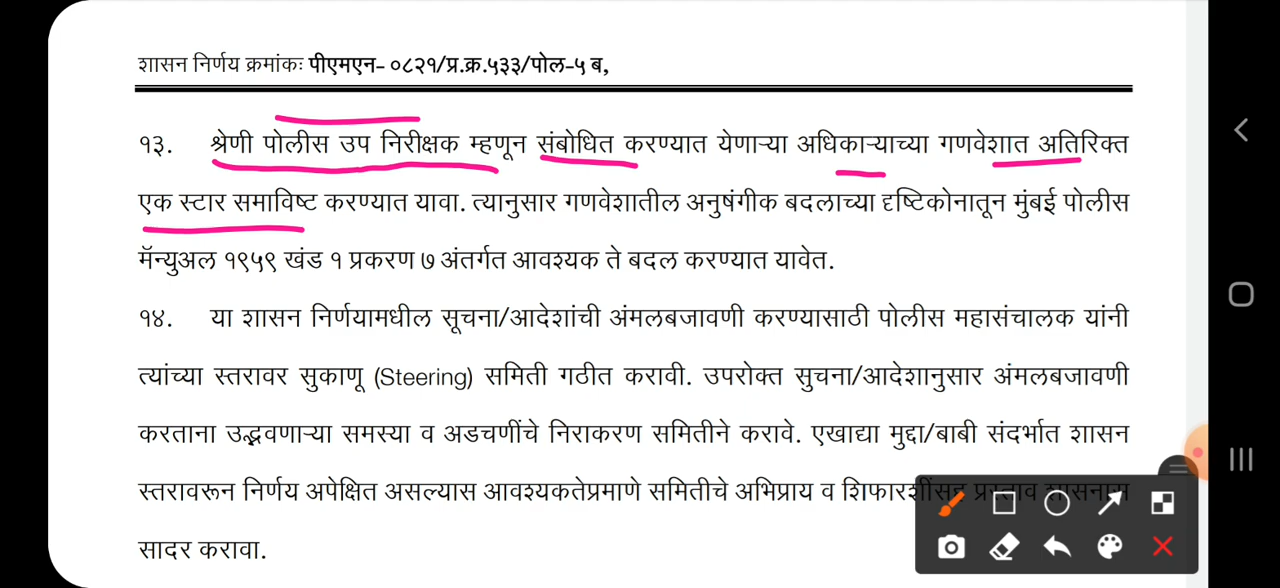 शासन निर्णय क्रमांकः पीएमएन- ०८२१/प्र.क्र.५३३/पोल-५ ब,
१३. श्रेणी पोलीस उप निरीक्षक म्हणून संबोधित करण्यात येणाऱ्या अधिकाऱ्याच्या गणवेशात अतिरिक्त
एक स्टार समाविष्ट करण्यात यावा. त्यानुसार गणवेशातील अनुषंगीक बदलाच्या दृष्टिकोनातून मुंबई पोलीस
मॅन्युअल १९५९ खंड १ प्रकरण ७ अंतर्गत आवश्यक ते बदल करण्यात यावेत.
१४. या शासन निर्णयामधील सूचना/आदेशांची अंमलबजावणी करण्यासाठी पोलीस महासंचालक यांनी
त्यांच्या स्तरावर सुकाणू (Steering) समिती गठीत करावी. उपरोक्त सुचना/आदेशानुसार अंमलबजावणी
करताना उद्भवणाऱ्या समस्या व अडचणींचे निराकरण समितीने करावे. एखाद्या मुद्दा/बाबी संदर्भात शासन
स्तरावरून निर्णय अपेक्षित असल्यास आवश्यकतेप्रमाणे समितीचे अभिप्राय व शिफारशींसह प्रस्ताव शासनास
सादर करावा.